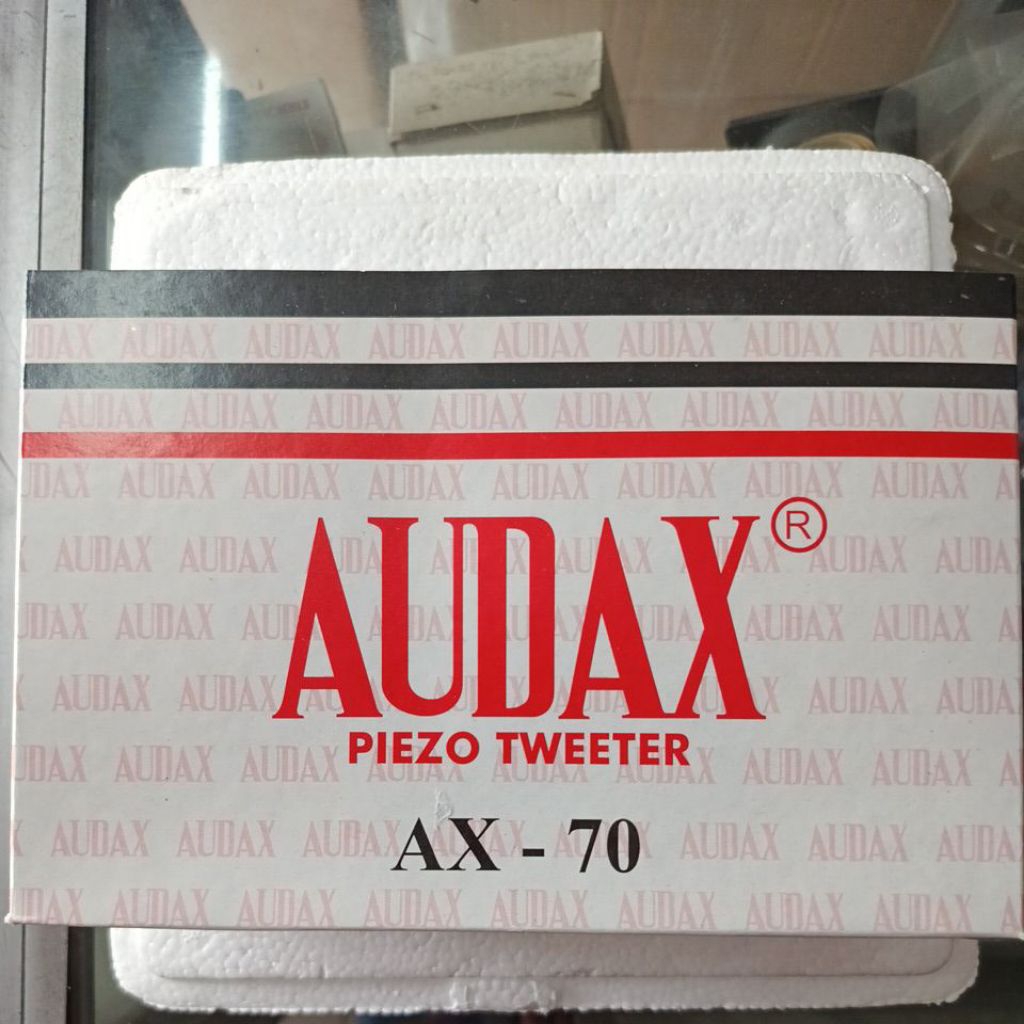 AUDAX®
PIEZO TWEETER
AX - 70